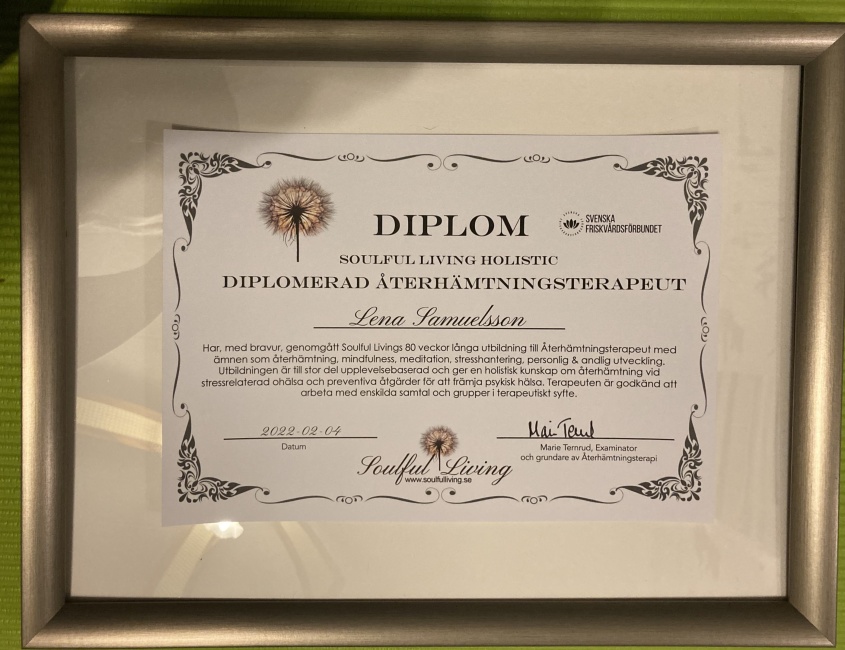 DIPLOM
SVENSKA
FRISKVÅRDSFÖRBUNDET
SOULFUL LIVING HOLISTIC
DIPLOMERAD ÅTERHÄMTNINGSTERAPEUT
Lena Samuelsson
Har, med bravur, genomgått Soulful Livings 80 veckor långa utbildning till Återhämtningsterapeut med
ämnen som återhämtning, mindfulness, meditation, stresshantering, personlig & andlig utveckling.
Utbildningen är till stor del upplevelsebaserad och ger en holistisk kunskap om återhämtning vid
stressrelaterad ohälsa och preventiva åtgärder för att främja psykisk hälsa. Terapeuten är godkänd att
arbeta med enskilda samtal och grupper i terapeutiskt syfte.
2022-02-04
Datum
Marie Ternrud, Examinator
och grundare av Återhämtningsterapi
Soulful Living
www.soulfulliving.se